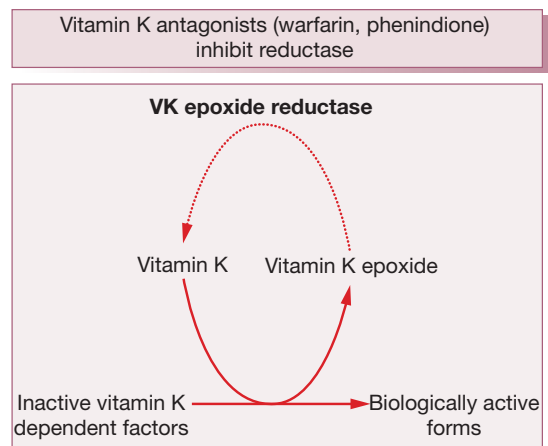 Vitamin K antagonists (warfarin, phenindione)
inhibit reductase
VK epoxide reductase
Vitamin K
Vitamin K epoxide
Inactive vitamin K
dependent factors
Biologically active
forms